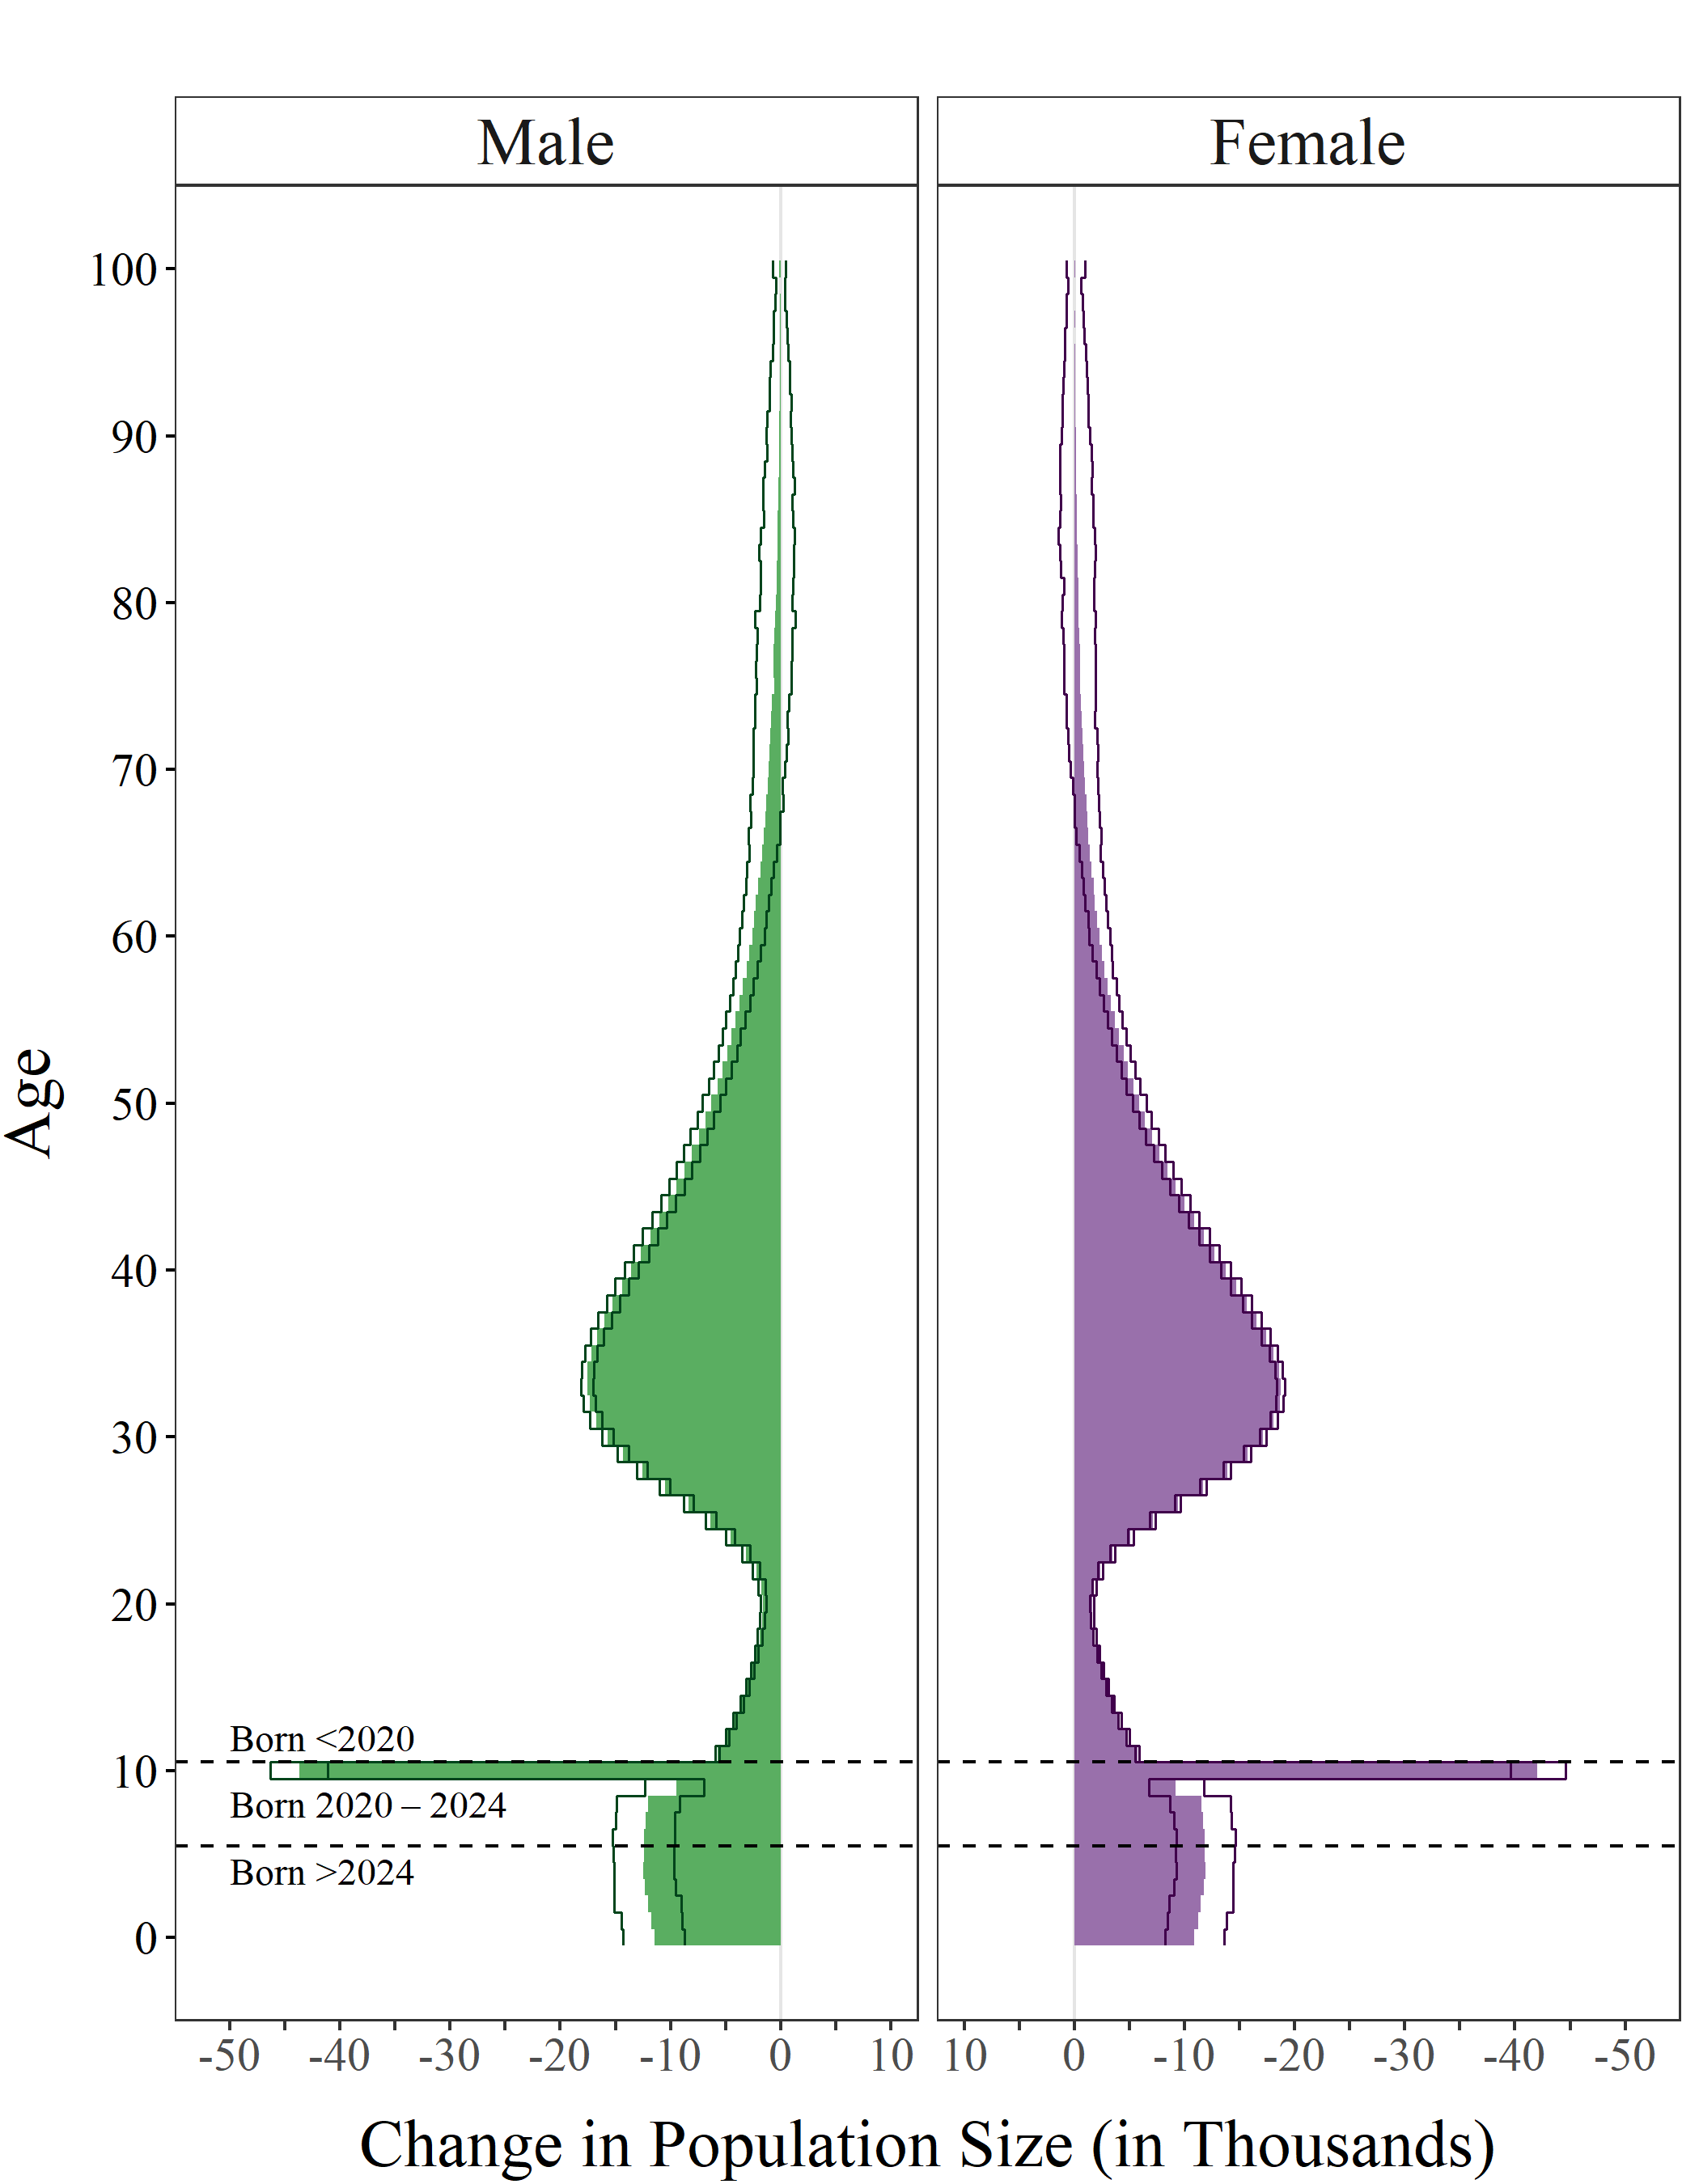 Male Female
100
90
80
70
60
50
40
30
20
Born <2020
10
Born 2020 – 2024
Born >2024
0
Age
-50 -40 -30 -20 -10 0 10 10 0 -10 -20 -30 -40 -50
Change in Population Size (in Thousands)